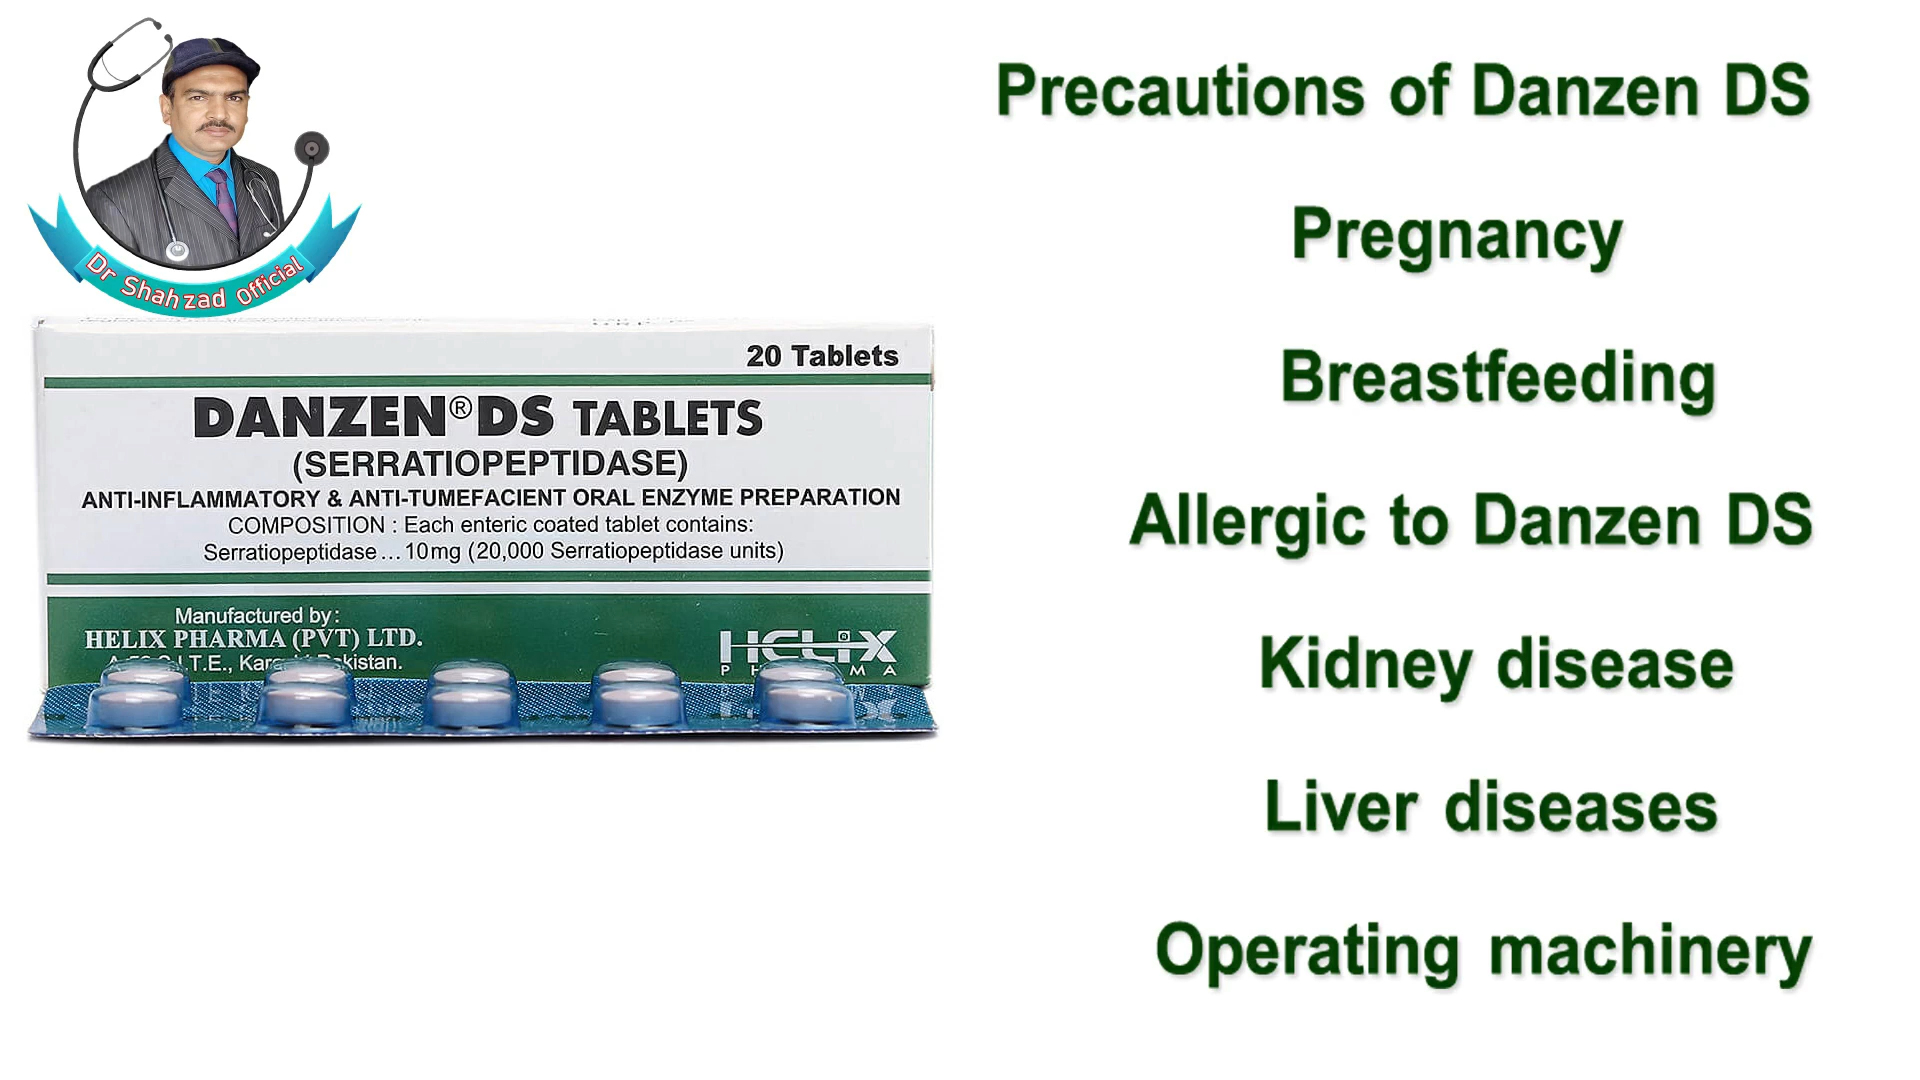 Dr Shahzad Official
20 Tablets
DANZEN® DS TABLETS
(SERRATIOPEPTIDASE)
ANTI-INFLAMMATORY & ANTI-TUMEFACIENT ORAL ENZYME PREPARATION
COMPOSITION : Each enteric coated tablet contains:
Serratiopeptidase ... 10mg (20,000 Serratiopeptidase units)
Manufactured by:
HELIX PHARMA (PVT) LTD.
HELIX®
Precautions of Danzen DS
Pregnancy
Breastfeeding
Allergic to Danzen DS
Kidney disease
Liver diseases
Operating machinery